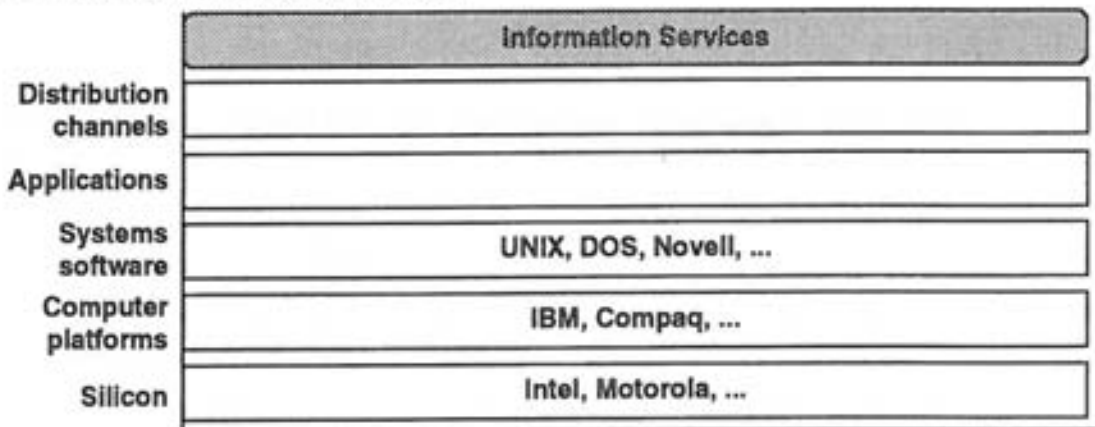 Information Services
Distribution
channels
Applications
Systems
software
UNIX, DOS, Novell, ...
Computer
platforms
IBM, Compaq, ...
Silicon
Intel, Motorola, ...